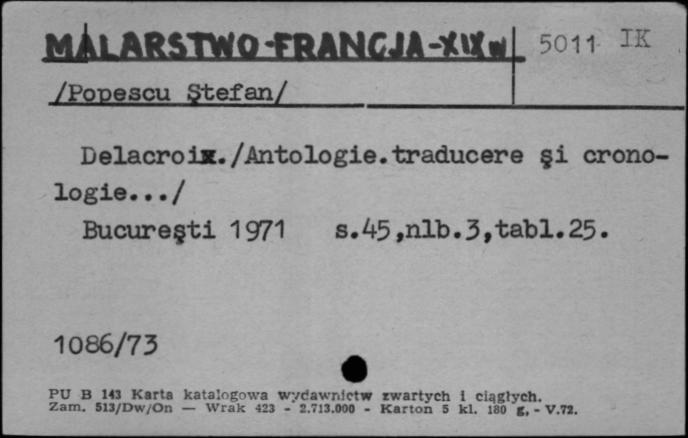 MALARSTWO-FRANCJA-XIXw
5011 IK
/Popescu Ştefan/
Delacroix./Antologie.traducere şi crono-
logie.../
Bucureşti 1971 s.45,nlb.3,tabl.25.
1086/73
PU B 143 Karta katalogowa wydawnictw zwartych i ciągłych.
Zam. 513/Dw/On — Wrak 423 - 2.713.000 - Karton 5 kl. 180 g, - V.72.